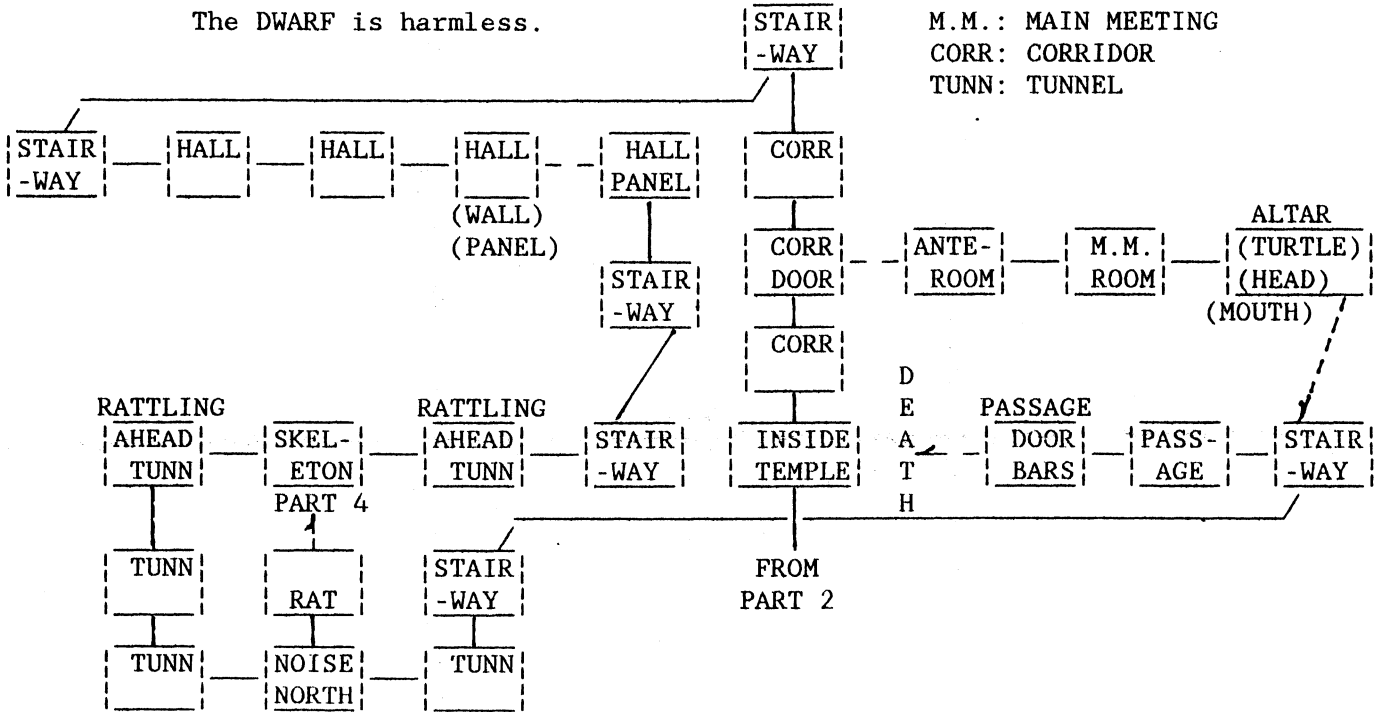 The DWARF is harmless.
M.M.: MAIN MEETING
CORR: CORRIDOR
TUNN: TUNNEL
STAIR
-WAY
STAIR
-WAY
HALL
HALL
HALL
(WALL)
(PANEL)
HALL
PANEL
CORR
STAIR
-WAY
CORR
DOOR
ANTE-
ROOM
M.M.
ROOM
ALTAR
(TURTLE)
(HEAD)
(MOUTH)
CORR
RATTLING
AHEAD
TUNN
SKEL-
ETON
PART 4
RATTLING
AHEAD
TUNN
STAIR
-WAY
INSIDE
TEMPLE
D
E
A
T
H
PASSAGE
DOOR
BARS
PASS-
AGE
STAIR
-WAY
TUNN
RAT
STAIR
-WAY
FROM
PART 2
TUNN
NOISE
NORTH
TUNN